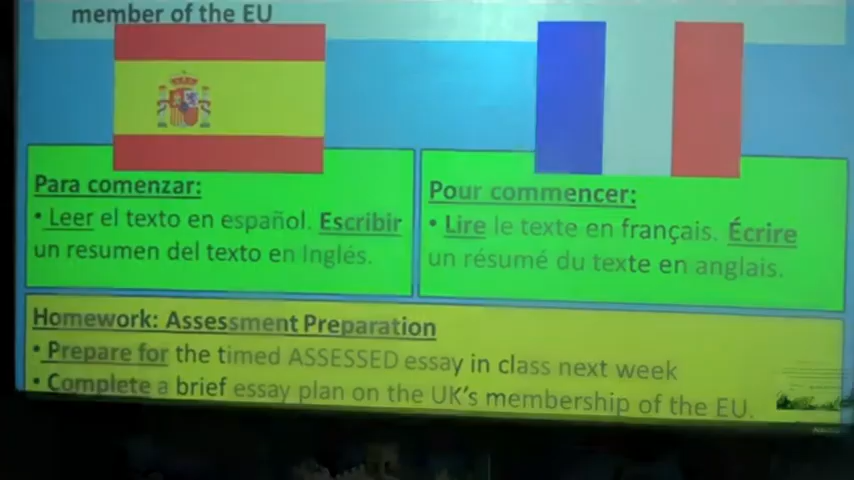 member of the EU
Para comenzar:
• Leer el texto en español. Escribir
un resumen del texto en Inglés.
Pour commencer:
• Lire le texte en français. Écrire
un résumé du texte en anglais.
Homework: Assessment Preparation
• Prepare for the timed ASSESSED essay in class next week
• Complete a brief essay plan on the UK's membership of the EU.